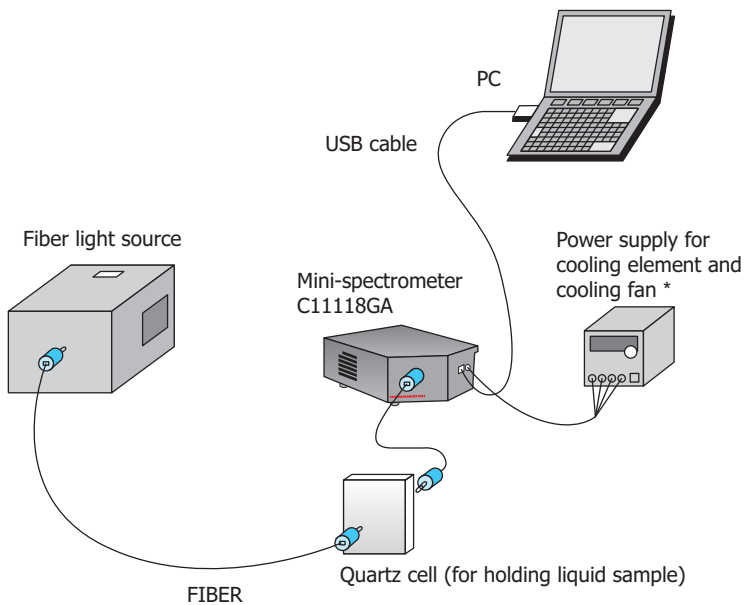 PC
USB cable
Fiber light source
Power supply for
cooling element and
cooling fan *
Mini-spectrometer
C11118GA
Quartz cell (for holding liquid sample)
FIBER